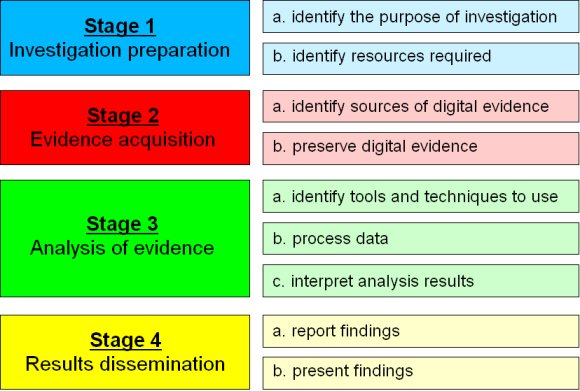 Stage 1
Investigation preparation
a. identify the purpose of investigation
b. identify resources required
Stage 2
Evidence acquisition
a. identify sources of digital evidence
b. preserve digital evidence
Stage 3
Analysis of evidence
a. identify tools and techniques to use
b. process data
c. interpret analysis results
Stage 4
Results dissemination
a. report findings
b. present findings